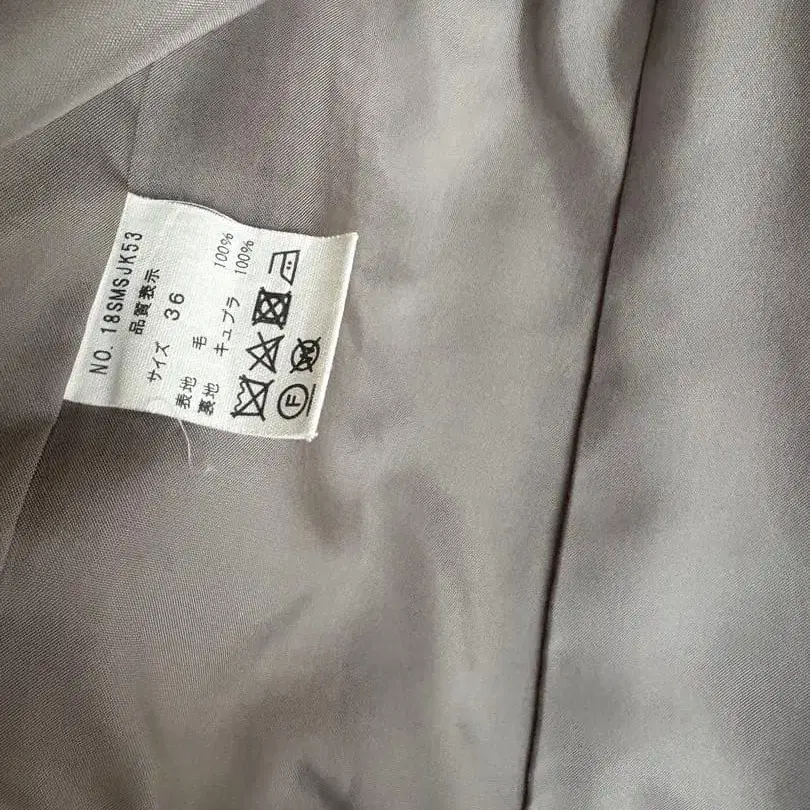 NO. 18SMSJK53
品質表示
サイズ 36
表地 毛 100%
裏地 キュプラ 100%
F W